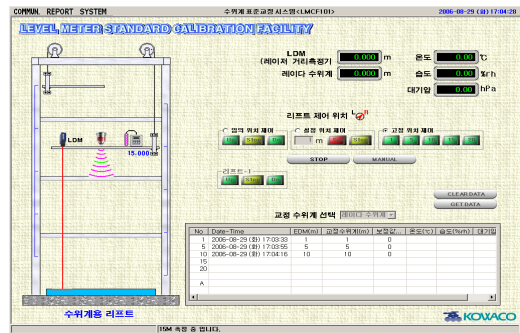 COMMUN. REPORT SYSTEM
수위계 표준교정 시스템<LMCF101>
2006-08-29 (화) 17:04:28
LEVEL METER STANDARD CALIBRATION FACILITY
LDM
(레이저 거리측정기
0.000 m
온도 0.00 ℃
레이다 수위계 0.000 m
습도 0.00 %rh
대기압 0.00 hPa
리프트 제어 위치 L R
임의 위치 제어
설정 위치 제어
고정 위치 제어
m
STOP
MANUAL
리프트-1
CLEAR DATA
GET DATA
교정 수위계 선택 레이다 수위계
No Date-Time EDM(m) 교정수위계(m) 보정값... 온도(℃) 습도(%rh) 대기압
1 2006-08-29 (화) 17:03:33 1 1 0
5 2006-08-29 (화) 17:03:55 5 5 0
10 2006-08-29 (화) 17:04:16 10 10 0
15
20
A
LDM
15.000
수위계용 리프트
KOWACO
15M 측정 중 입니다.